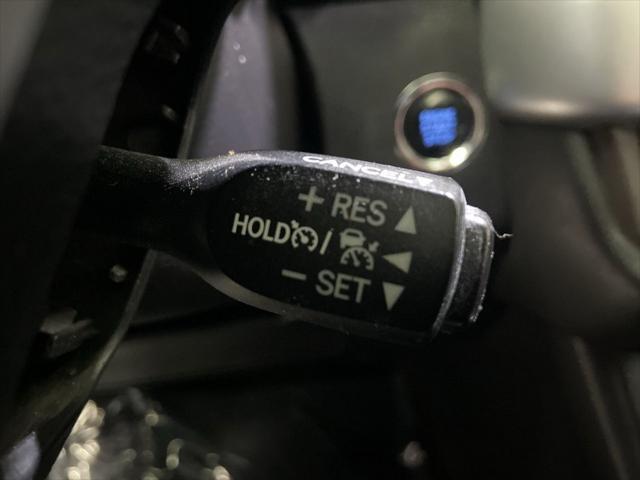 CANCEL
+ RES
HOLD /
− SET